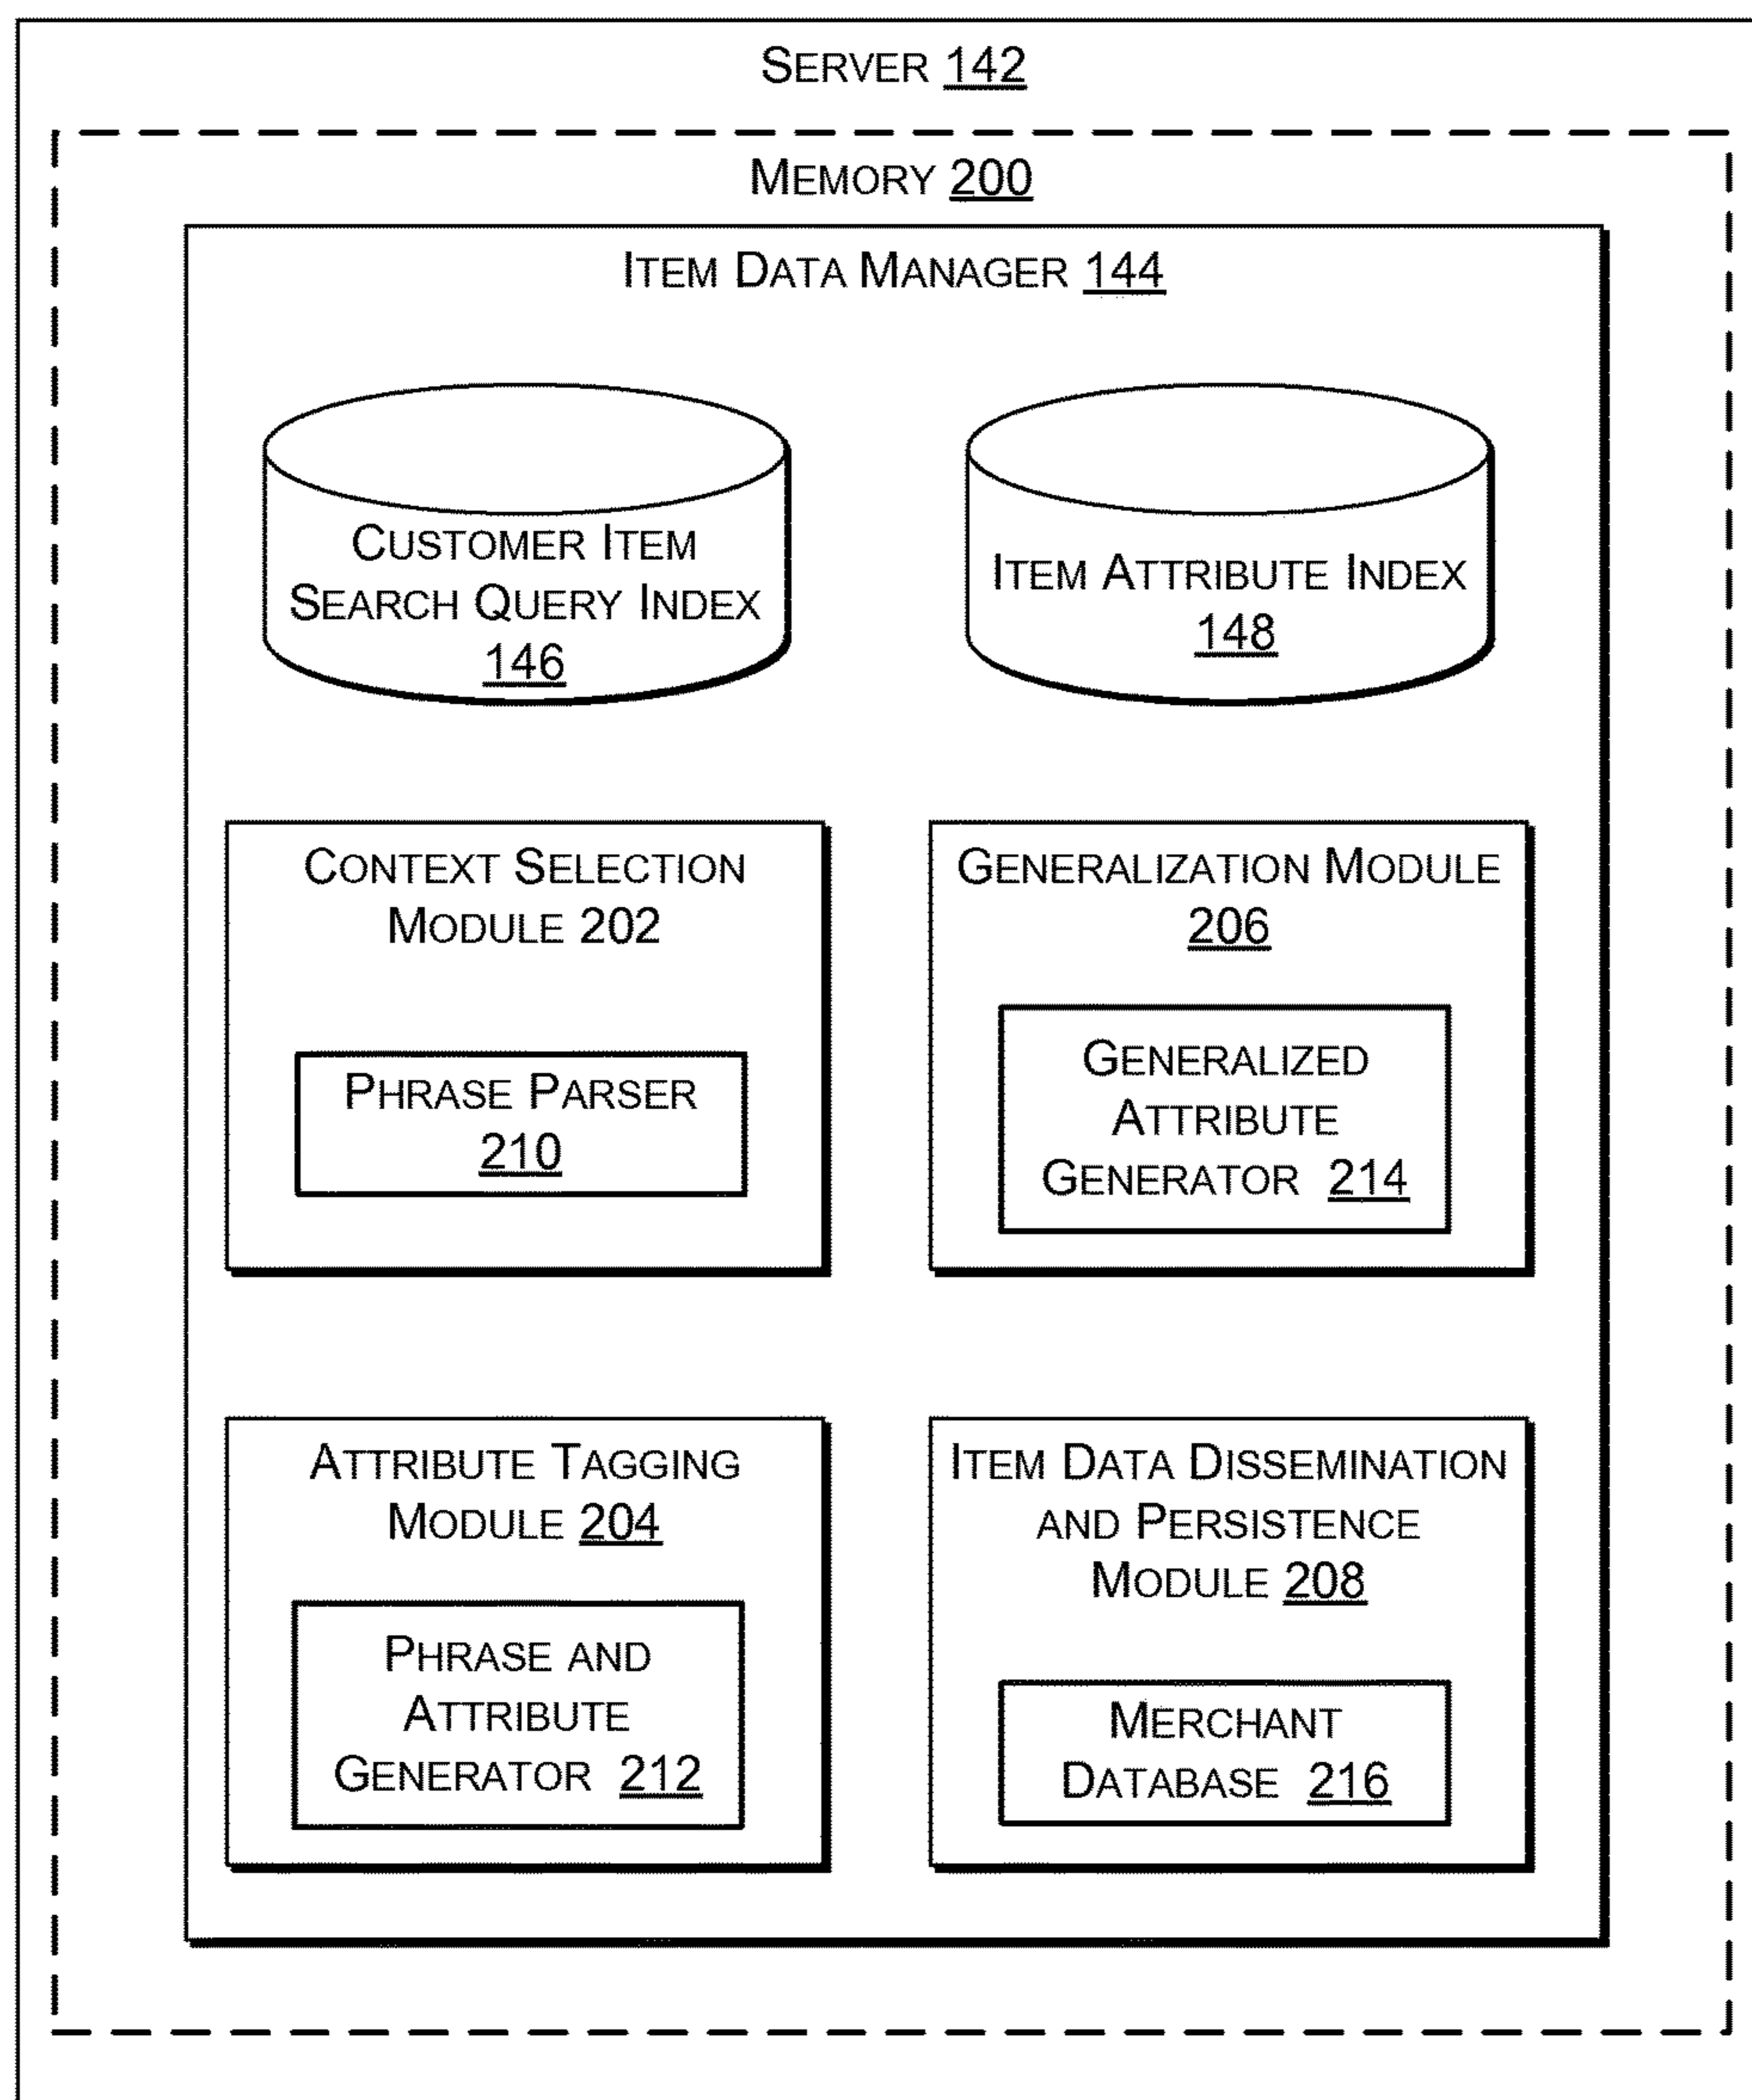 SERVER 142
MEMORY 200
ITEM DATA MANAGER 144
CUSTOMER ITEM
SEARCH QUERY INDEX
146
ITEM ATTRIBUTE INDEX
148
CONTEXT SELECTION
MODULE 202
PHRASE PARSER
210
GENERALIZATION MODULE
206
GENERALIZED
ATTRIBUTE
GENERATOR 214
ATTRIBUTE TAGGING
MODULE 204
PHRASE AND
ATTRIBUTE
GENERATOR 212
ITEM DATA DISSEMINATION
AND PERSISTENCE
MODULE 208
MERCHANT
DATABASE 216